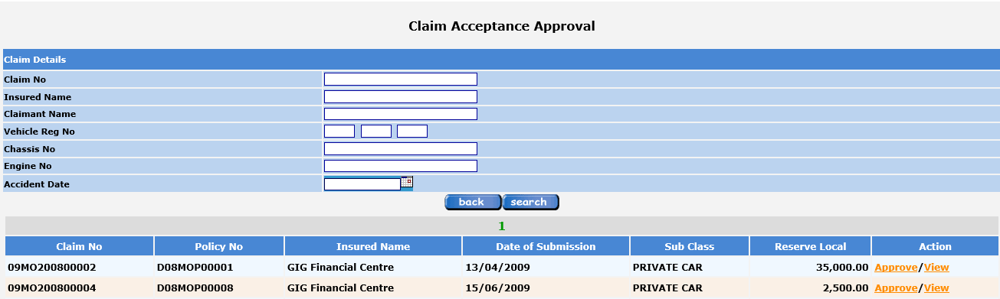 Claim Acceptance Approval
Claim Details
Claim No
Insured Name
Claimant Name
Vehicle Reg No
Chassis No
Engine No
Accident Date
back search
1
Claim No Policy No Insured Name Date of Submission Sub Class Reserve Local Action
09MO200800002 D08MOP00001 GIG Financial Centre 13/04/2009 PRIVATE CAR 35,000.00 Approve/View
09MO200800004 D08MOP00008 GIG Financial Centre 15/06/2009 PRIVATE CAR 2,500.00 Approve/View